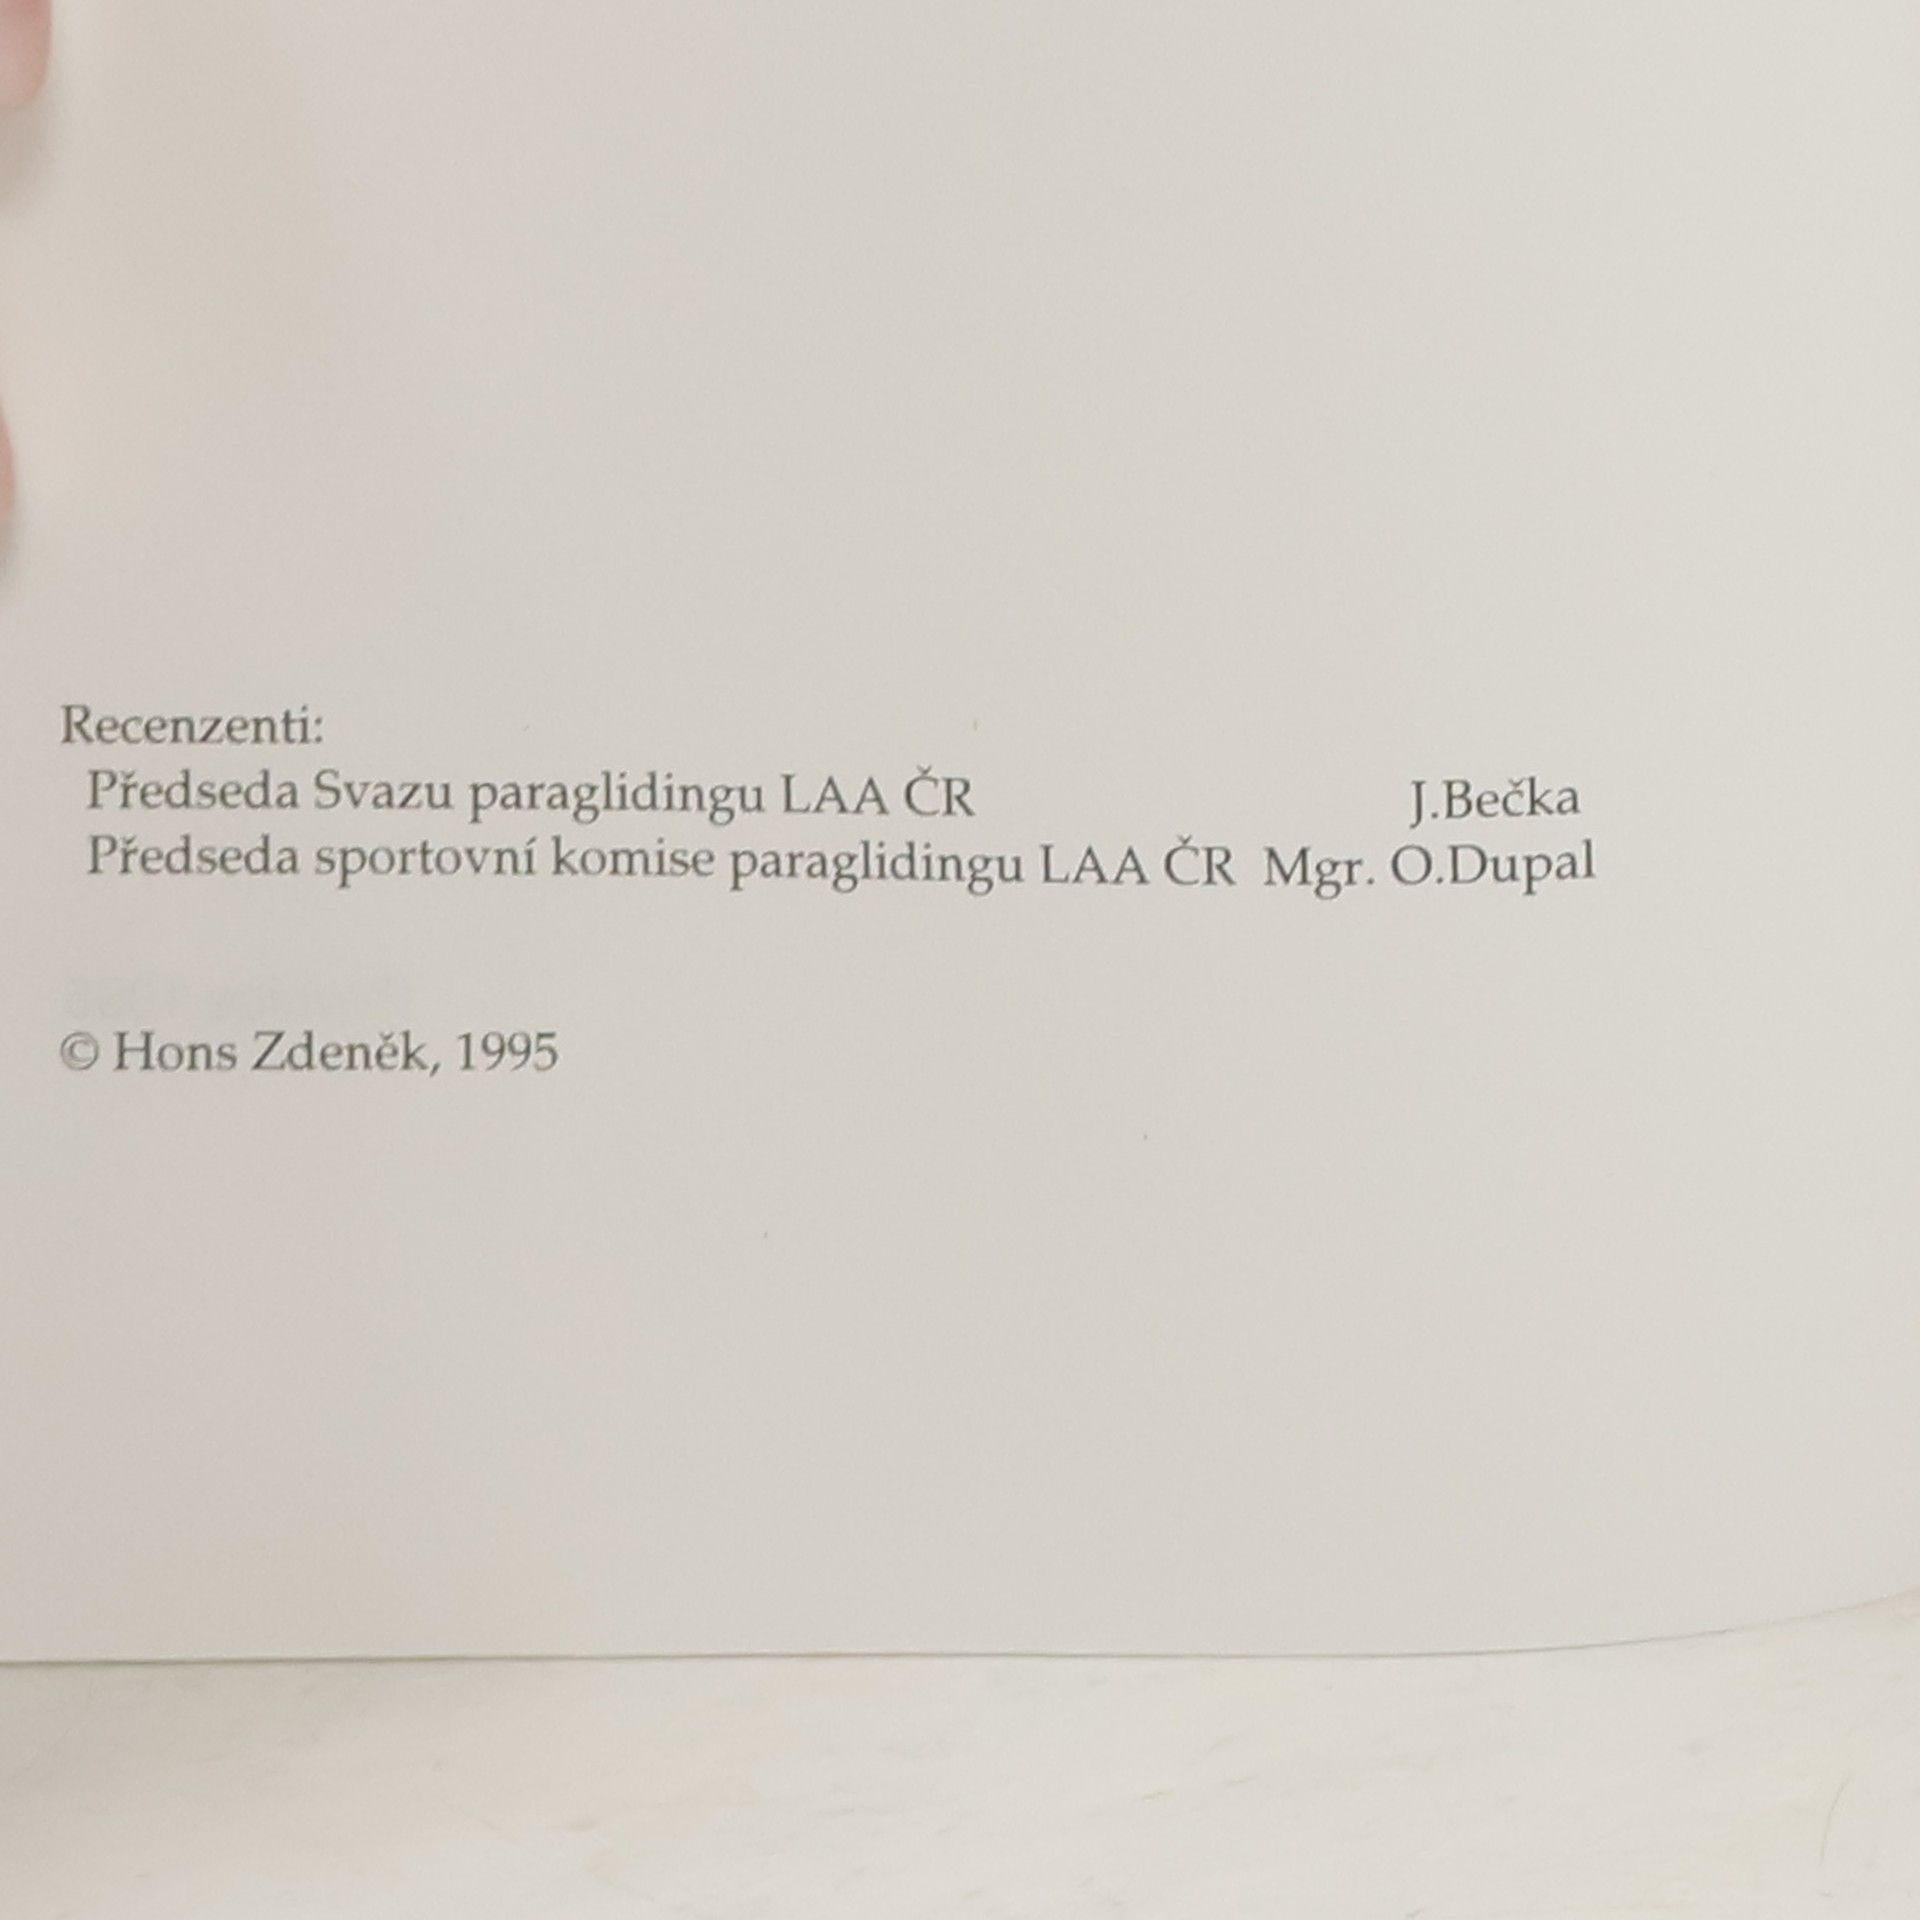 Recenzenti:
Předseda Svazu paraglidingu LAA ČR J.Bečka
Předseda sportovní komise paraglidingu LAA ČR Mgr. O.Dupal
© Hons Zdeněk, 1995